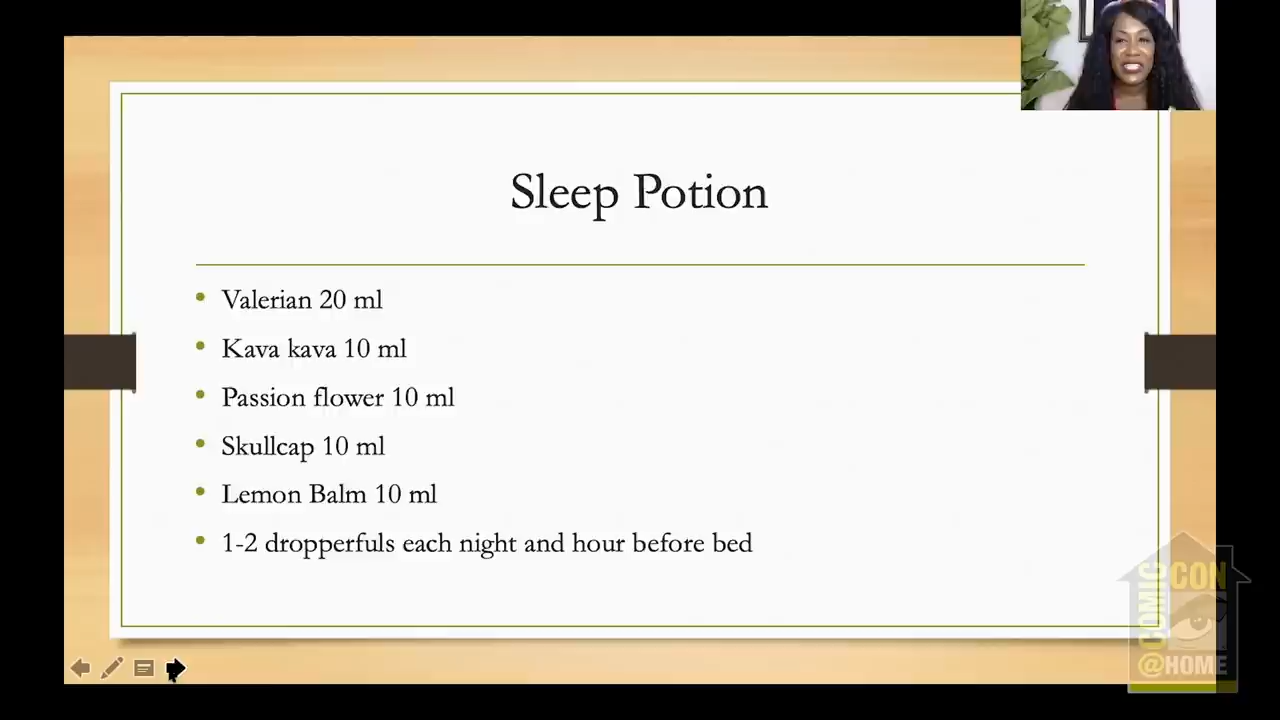 Sleep Potion
Valerian 20 ml
Kava kava 10 ml
Passion flower 10 ml
Skullcap 10 ml
Lemon Balm 10 ml
1-2 dropperfuls each night and hour before bed
COMIC
CON
@HOME